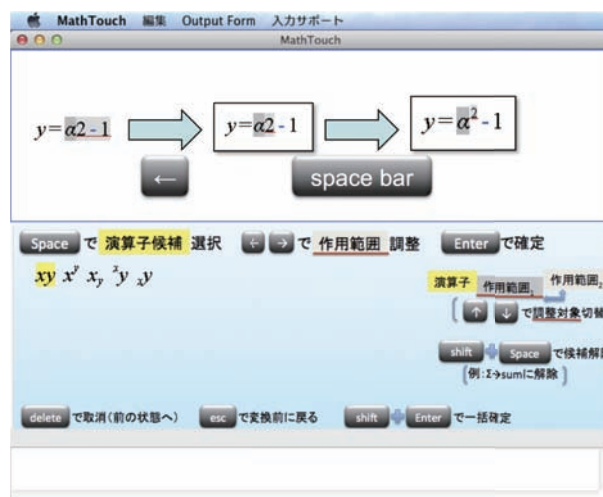 MathTouch 編集 Output Form 入力サポート
MathTouch
y=α2-1 y=α2-1 y=α²-1
← space bar
Space で 演算子候補 選択 ← → で 作用範囲 調整 Enter で確定
xy xʸ xᵧ ᶻy ᵪy
演算子 作用範囲₁ 作用範囲₂
↑ ↓ で調整対象切替
shift Space で候補解
(例:Σ→sumに解除)
delete で取消(前の状態へ) esc で変換前に戻る shift Enter で一括確定